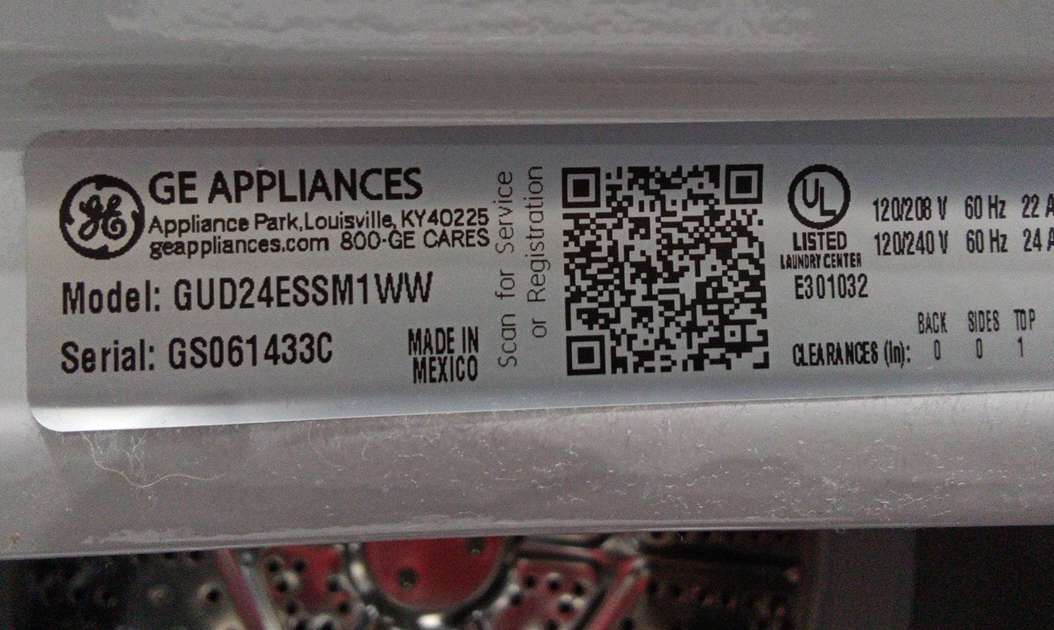 GE APPLIANCES
Appliance Park, Louisville, KY40225
geappliances.com 800-GE CARES
Model: GUD24ESSM1WW
Serial: GS061433C
MADE IN
MEXICO
Scan for Service
or Registration
UL
LISTED
LAUNDRY CENTER
E301032
120/208 V 60 Hz 22 A
120/240 V 60 Hz 24 A
BACK SIDES TOP
CLEARANCES (in): 0 0 1